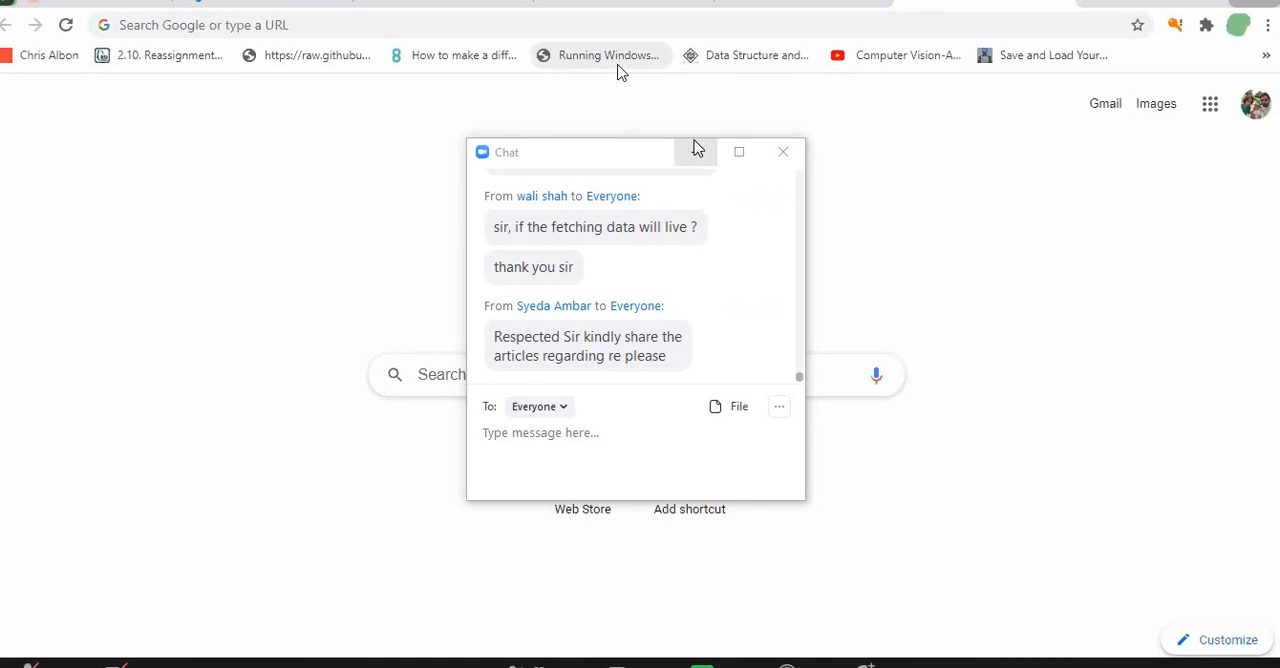 Search Google or type a URL
Chris Albon
2.10. Reassignment...
https://raw.githubu...
How to make a diff...
Running Windows...
Data Structure and...
Computer Vision-A...
Save and Load Your...
»
Gmail
Images
Chat
From wali shah to Everyone:
sir, if the fetching data will live ?
thank you sir
From Syeda Ambar to Everyone:
Respected Sir kindly share the
articles regarding re please
Search
To: Everyone
File
Type message here...
Web Store
Add shortcut
Customize